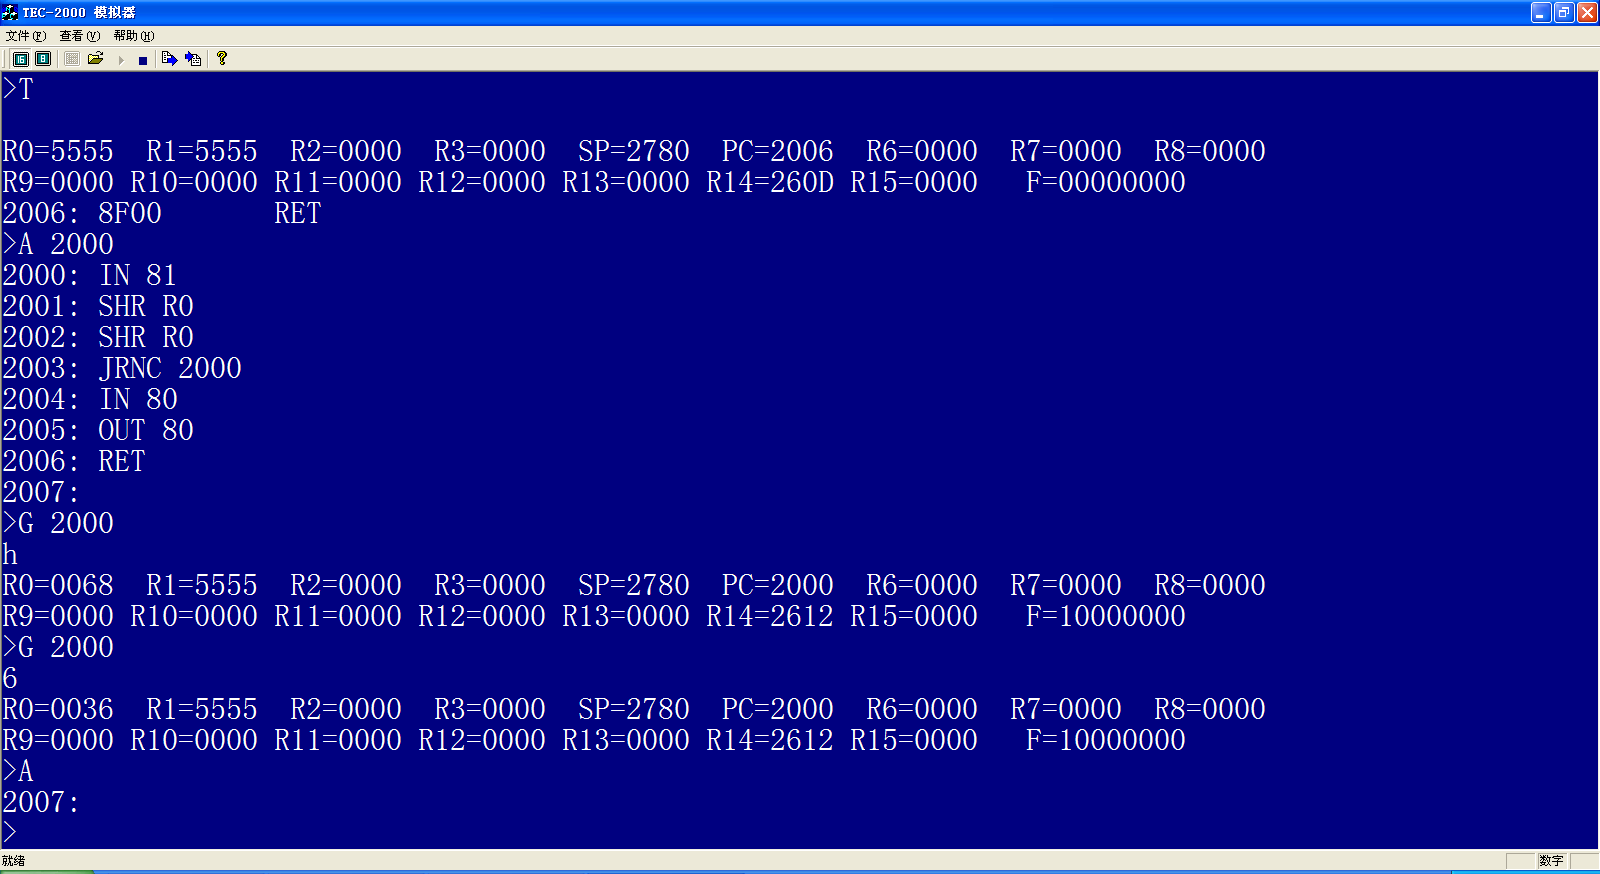 TEC-2000 模拟器
文件(F) 查看(V) 帮助(H)
>T
R0=5555 R1=5555 R2=0000 R3=0000 SP=2780 PC=2006 R6=0000 R7=0000 R8=0000
R9=0000 R10=0000 R11=0000 R12=0000 R13=0000 R14=260D R15=0000 F=00000000
2006: 8F00 RET
>A 2000
2000: IN 81
2001: SHR R0
2002: SHR R0
2003: JRNC 2000
2004: IN 80
2005: OUT 80
2006: RET
2007:
>G 2000
h
R0=0068 R1=5555 R2=0000 R3=0000 SP=2780 PC=2000 R6=0000 R7=0000 R8=0000
R9=0000 R10=0000 R11=0000 R12=0000 R13=0000 R14=2612 R15=0000 F=10000000
>G 2000
6
R0=0036 R1=5555 R2=0000 R3=0000 SP=2780 PC=2000 R6=0000 R7=0000 R8=0000
R9=0000 R10=0000 R11=0000 R12=0000 R13=0000 R14=2612 R15=0000 F=10000000
>A
2007:
>
就绪 数字